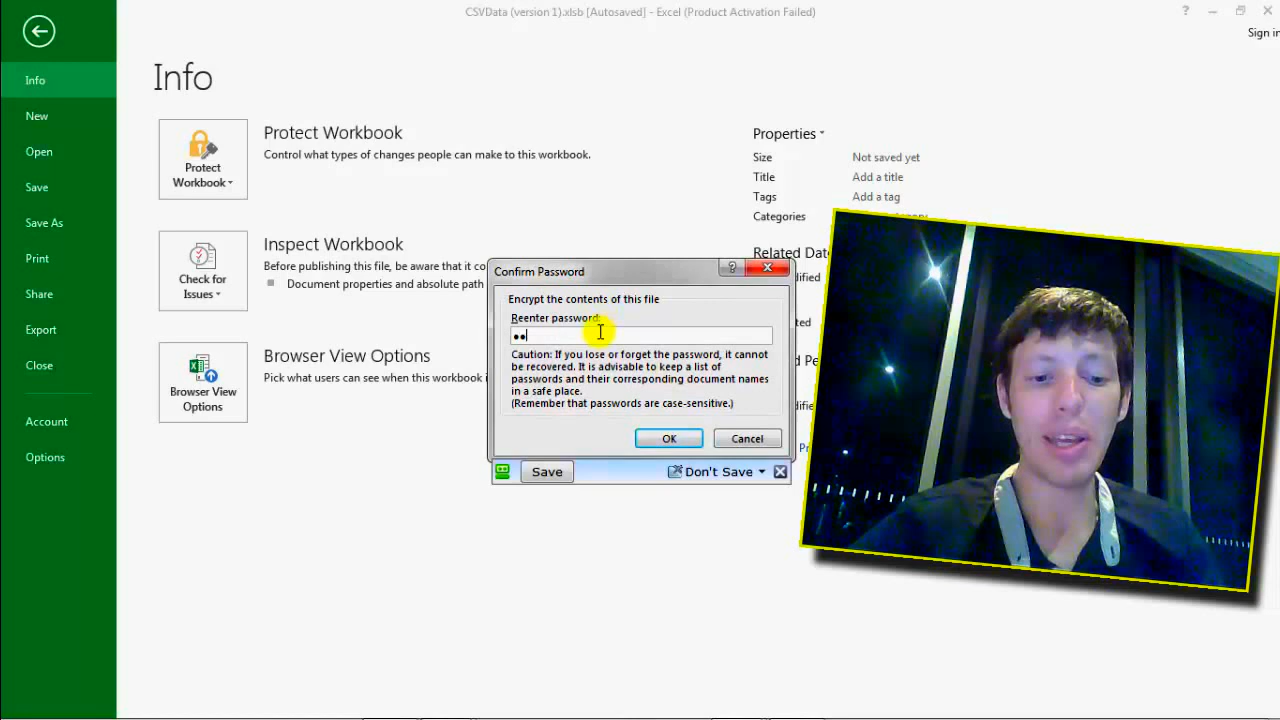 CSVData (version 1).xlsb [Autosaved] - Excel (Product Activation Failed)
?
Sign in
Info
New
Open
Save
Save As
Print
Share
Export
Close
Account
Options
Info
Protect Workbook
Protect Workbook
Control what types of changes people can make to this workbook.
Check for Issues
Inspect Workbook
Before publishing this file, be aware that it
Document properties and absolute path
Browser View Options
Browser View Options
Pick what users can see when this workbook
Properties
Size Not saved yet
Title Add a title
Tags Add a tag
Categories
Related
Confirm Password
?
Encrypt the contents of this file
Reenter password:
Caution: If you lose or forget the password, it cannot
be recovered. It is advisable to keep a list of
passwords and their corresponding document names
in a safe place.
(Remember that passwords are case-sensitive.)
OK Cancel
Save Don't Save